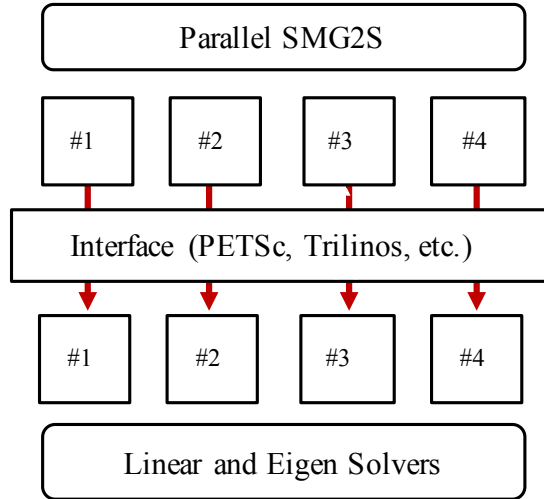 Parallel SMG2S
#1 #2 #3 #4
Interface (PETSc, Trilinos, etc.)
#1 #2 #3 #4
Linear and Eigen Solvers